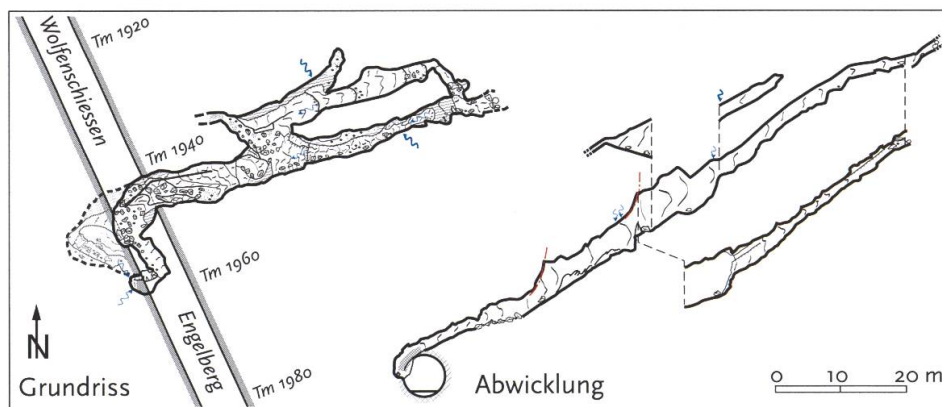 Wolfenschiessen
Tm 1920
Tm 1940
Tm 1960
Engelberg
Tm 1980
N
Grundriss
Abwicklung
0 10 20 m